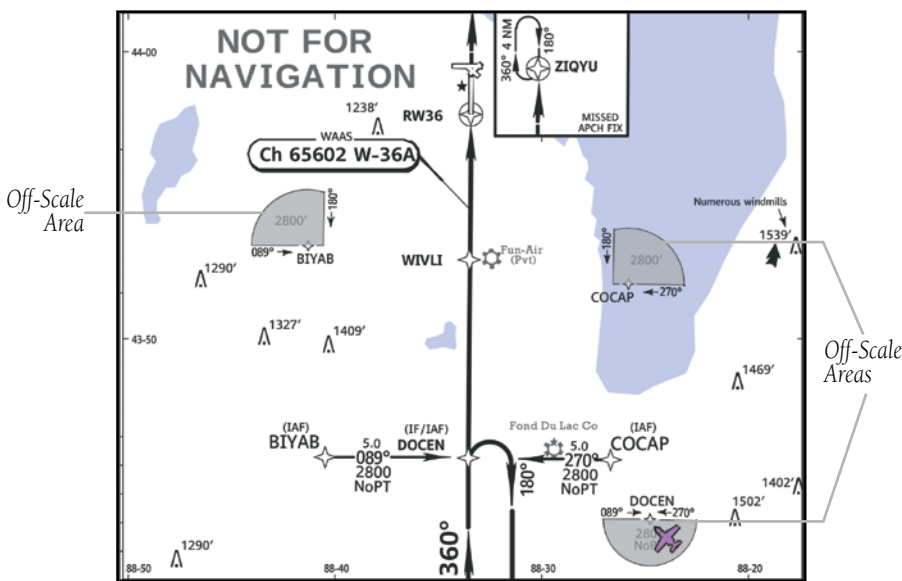 44-00
NOT FOR
NAVIGATION
360° 4 NM
180°
ZIQYU
MISSED
APCH FIX
RW36
1238'
WAAS
Ch 65602 W-36A
Off-Scale
Area
2800'
180°
089°
BIYAB
Numerous windmills
1539'
180°
2800'
COCAP
270°
WIVLI
Fun-Air
(Pvt)
1290'
1327'
1409'
43-50
Off-Scale
Areas
1469'
(IAF)
BIYAB
5.0
089°
2800
NoPT
(IF/IAF)
DOCEN
Fond Du Lac Co
(IAF)
COCAP
5.0
270°
2800
NoPT
180°
1402'
1502'
DOCEN
089°
270°
360°
1290'
88-50
88-40
88-30
88-20